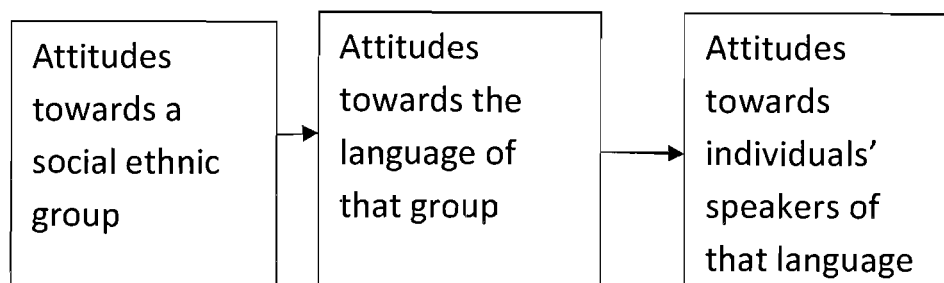 Attitudes
towards a
social ethnic
group
Attitudes
towards the
language of
that group
Attitudes
towards
individuals’
speakers of
that language